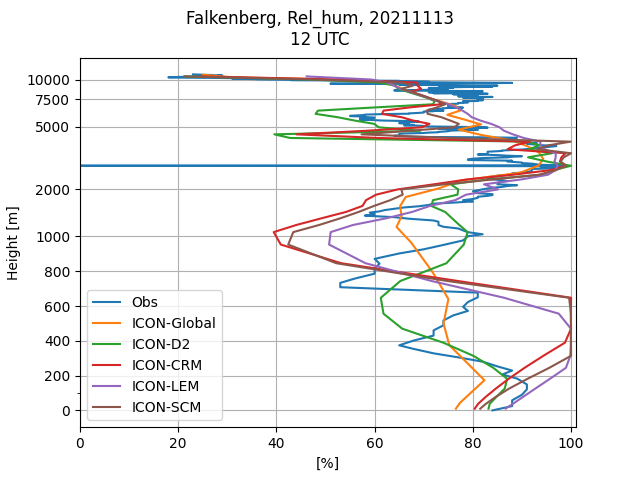 Falkenberg, Rel_hum, 20211113
12 UTC
10000
7500
5000
2000
1000
800
600
400
200
0
Height [m]
Obs
ICON-Global
ICON-D2
ICON-CRM
ICON-LEM
ICON-SCM
0 20 40 60 80 100
[%]